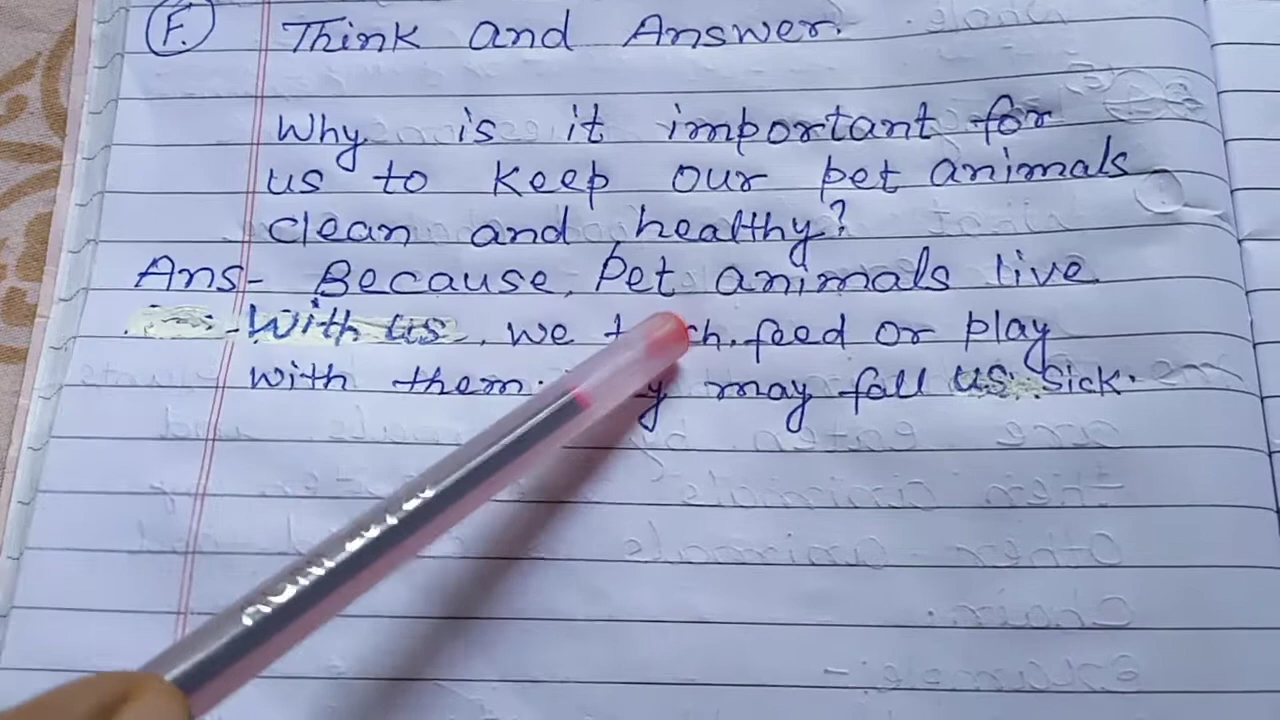 F. Think and Answer.
Why is it important for
us to keep our pet animals
clean and healthy?
Ans- Because, Pet animals live
With us, we feed or play
with them. may fall us sick.